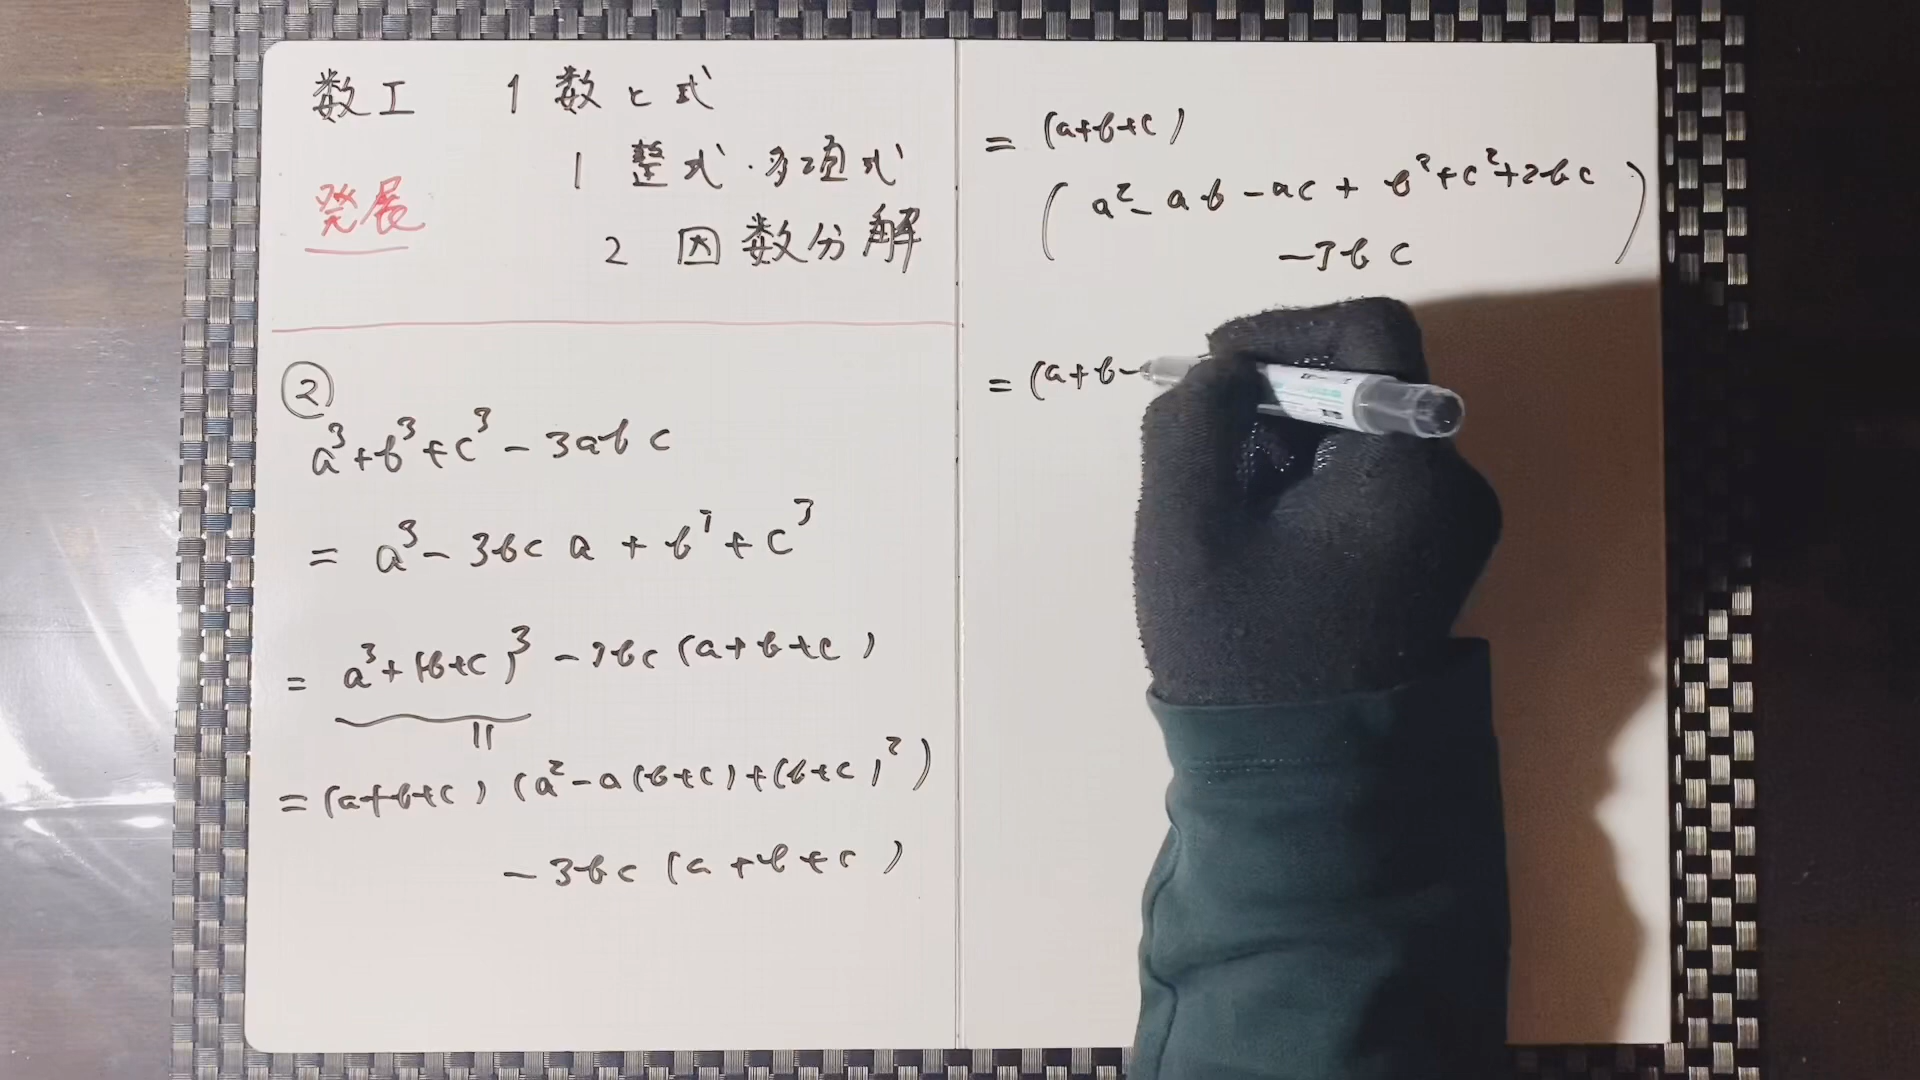 数I 1 数と式
1 整式・多項式
発展
2 因数分解
②
a³+b³+c³-3abc
= a³-3bca+b³+c³
= a³+(b+c)³-3bc(a+b+c)
=(a+b+c)(a²-a(b+c)+(b+c)²)
-3bc(a+b+c)
= (a+b+c)
(a²-ab-ac+b²+c²+2bc
-3bc)
= (a+b